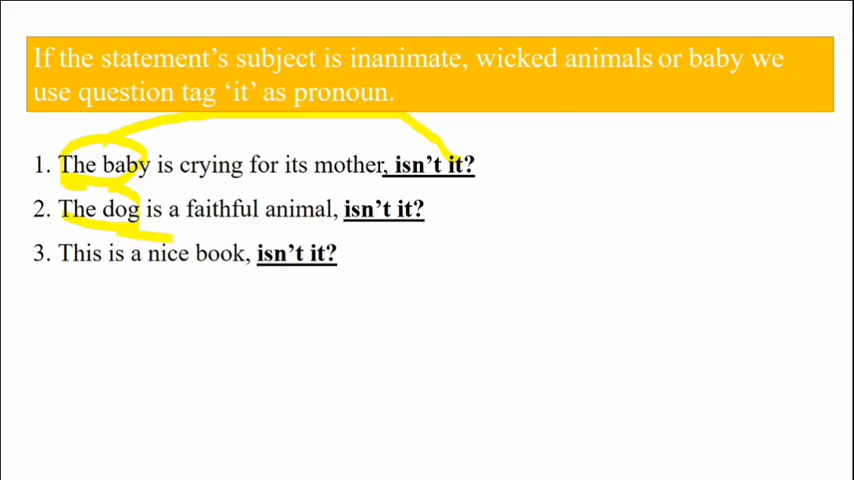 If the statement’s subject is inanimate, wicked animals or baby we
use question tag ‘it’ as pronoun.
1. The baby is crying for its mother, isn’t it?
2. The dog is a faithful animal, isn’t it?
3. This is a nice book, isn’t it?